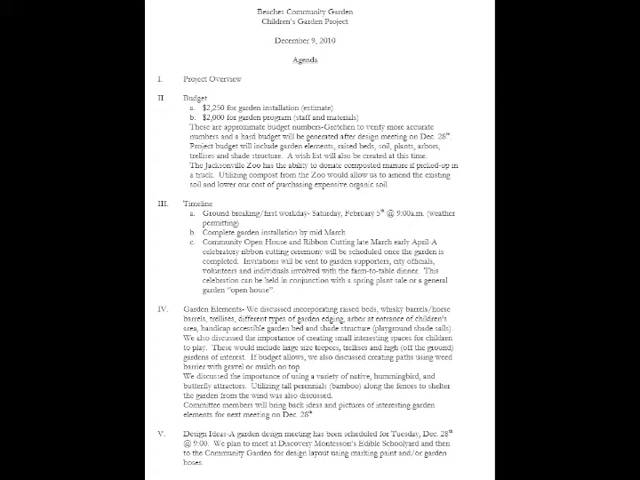 Beaches Community Garden
Children's Garden Project
December 9, 2010
Agenda
I. Project Overview
II Budget
a. $2,250 for garden installation (estimate)
b. $2,000 for garden program (staff and materials)
These are approximate budget numbers-Gretchen to verify more accurate
numbers and a hard budget will be generated after design meeting on Dec. 28th.
Project budget will include garden elements, raised beds, soil, plants, arbors,
trellises and shade structure. A wish list will also be created at this time.
The Jacksonville Zoo has the ability to donate composted manure if picked-up in
a truck. Utilizing compost from the Zoo would allow us to amend the existing
soil and lower our cost of purchasing expensive organic soil.
III. Timeline
a. Ground breaking/first workday- Saturday, February 5th @ 9:00a.m. (weather
permitting)
b Complete garden installation by mid March
c. Community Open House and Ribbon Cutting late March early April-A
celebratory ribbon cutting ceremony will be scheduled once the garden is
completed. Invitations will be sent to garden supporters, city officials,
volunteers and individuals involved with the farm-to-table dinner. This
celebration can be held in conjunction with a spring plant sale or a general
garden "open house".
IV. Garden Elements- We discussed incorporating raised beds, whisky barrels/horse
barrels, trellises, different types of garden edging, arbor at entrance of children's
area, handicap accessible garden bed and shade structure (playground shade sails).
We also discussed the importance of creating small interesting spaces for children
to play. These would include large size teepees, trellises and high (off the ground)
gardens of interest. If budget allows, we also discussed creating paths using weed
barrier with gravel or mulch on top
We discussed the importance of using a variety of native, hummingbird, and
butterfly attractors. Utilizing tall perennials (bamboo) along the fences to shelter
the garden from the wind was also discussed.
Committee members will bring back ideas and pictures of interesting garden
elements for next meeting on Dec. 28th
V. Design Ideas-A garden design meeting has been scheduled for Tuesday, Dec. 28th
@ 9:00. We plan to meet at Discovery Montessori's Edible Schoolyard and then
to the Community Garden for design layout using marking paint and/or garden
hoses.